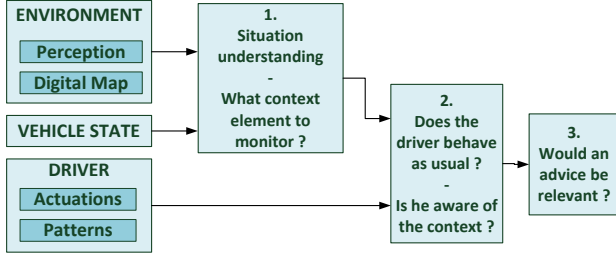 ENVIRONMENT
Perception
Digital Map
VEHICLE STATE
DRIVER
Actuations
Patterns
1.
Situation
understanding
-
What context
element to
monitor ?
2.
Does the
driver behave
as usual ?
-
Is he aware of
the context ?
3.
Would an
advice be
relevant ?